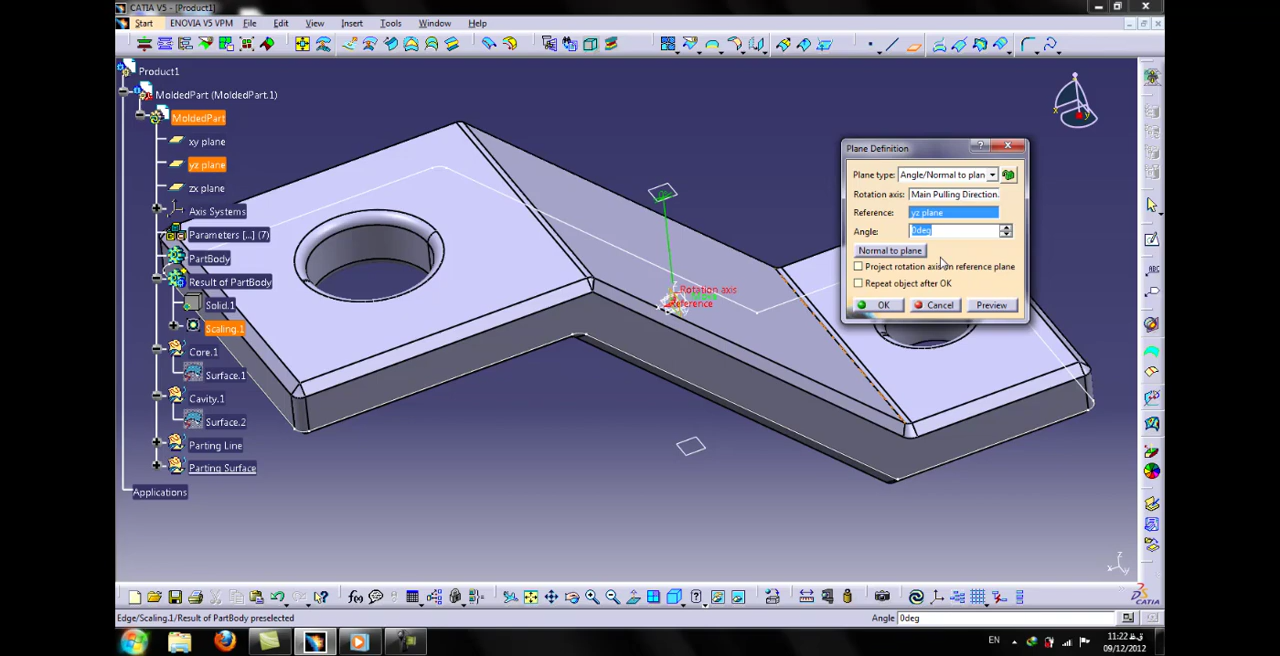 CATIA V5 - [Product1]
Start ENOVIA V5 VPM File Edit View Insert Tools Window Help
Product1
MoldedPart (MoldedPart.1)
MoldedPart
xy plane
yz plane
zx plane
Axis Systems
Parameters [...] (7)
PartBody
Result of PartBody
Solid.1
Scaling.1
Core.1
Surface.1
Cavity.1
Surface.2
Parting Line
Parting Surface
Applications
Rotation axis
Reference
Plane Definition
Plane type: Angle/Normal to plan
Rotation axis: Main Pulling Direction.
Reference: yz plane
Angle: 0deg
Normal to plane
Project rotation axis on reference plane
Repeat object after OK
OK Cancel Preview
Edge/Scaling.1/Result of PartBody preselected
Angle 0deg
CATIA
EN
11:22 ق.ظ
09/12/2012